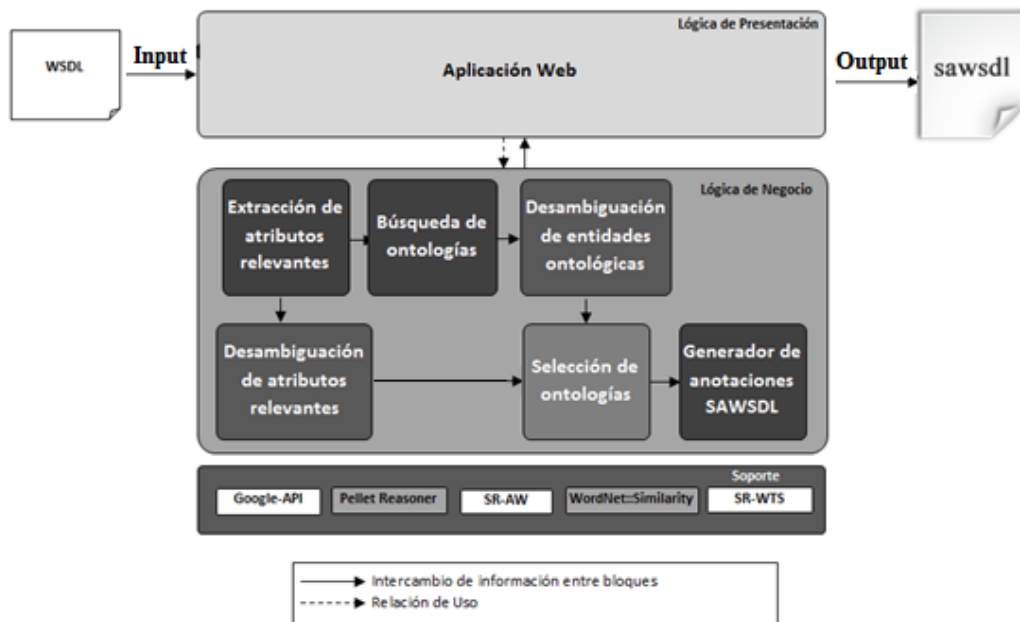 Lógica de Presentación
WSDL
Input
Aplicación Web
Output
sawsdl
Lógica de Negocio
Extracción de
atributos
relevantes
Búsqueda de
ontologías
Desambiguación
de entidades
ontológicas
Desambiguación
de atributos
relevantes
Selección de
ontologías
Generador de
anotaciones
SAWSDL
Soporte
Google-API
Pellet Reasoner
SR-AW
WordNet::Similarity
SR-WTS
Intercambio de información entre bloques
Relación de Uso